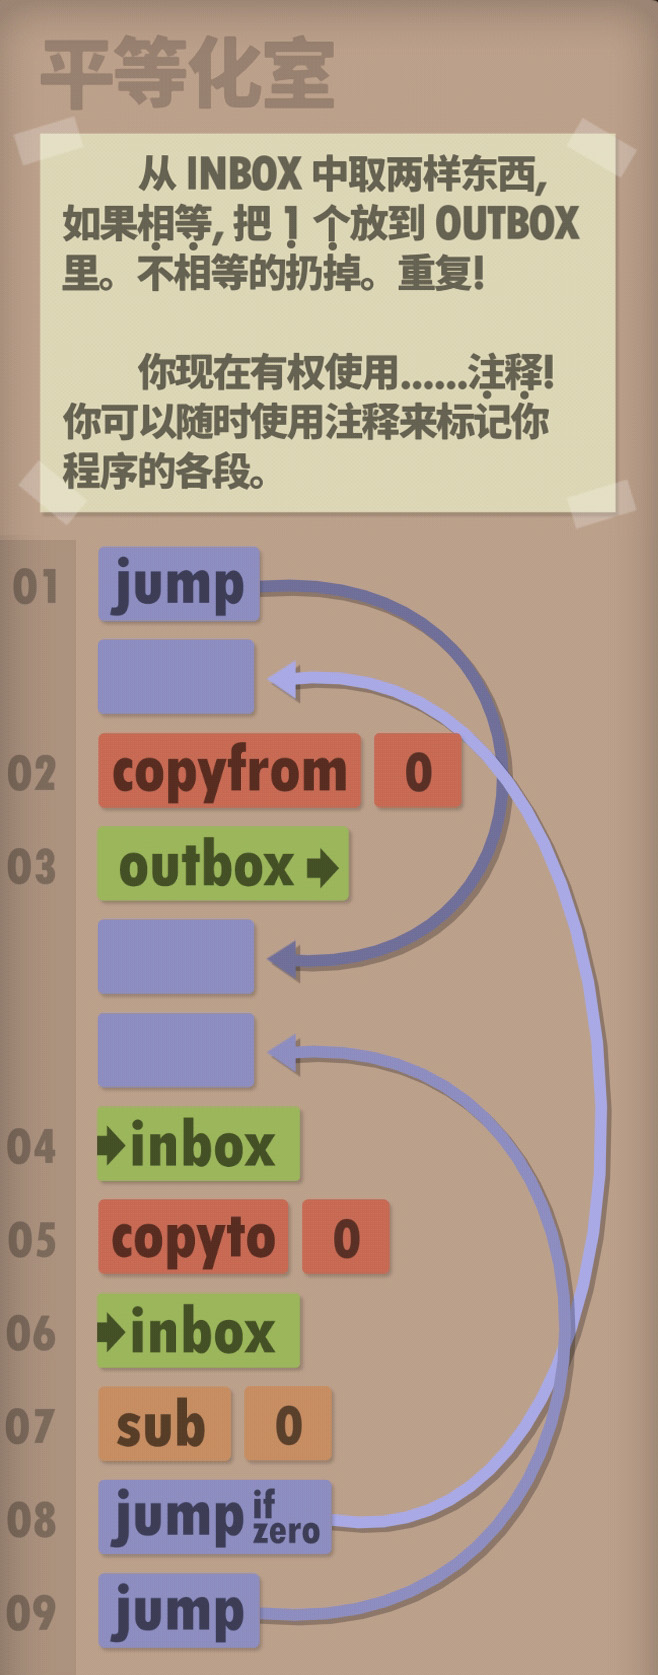 平等化室
从 INBOX 中取两样东西,
如果相等, 把 1 个放到 OUTBOX
里。不相等的扔掉。重复!
你现在有权使用......注释!
你可以随时使用注释来标记你
程序的各段。
01 jump
02 copyfrom 0
03 outbox
04 inbox
05 copyto 0
06 inbox
07 sub 0
08 jump if zero
09 jump